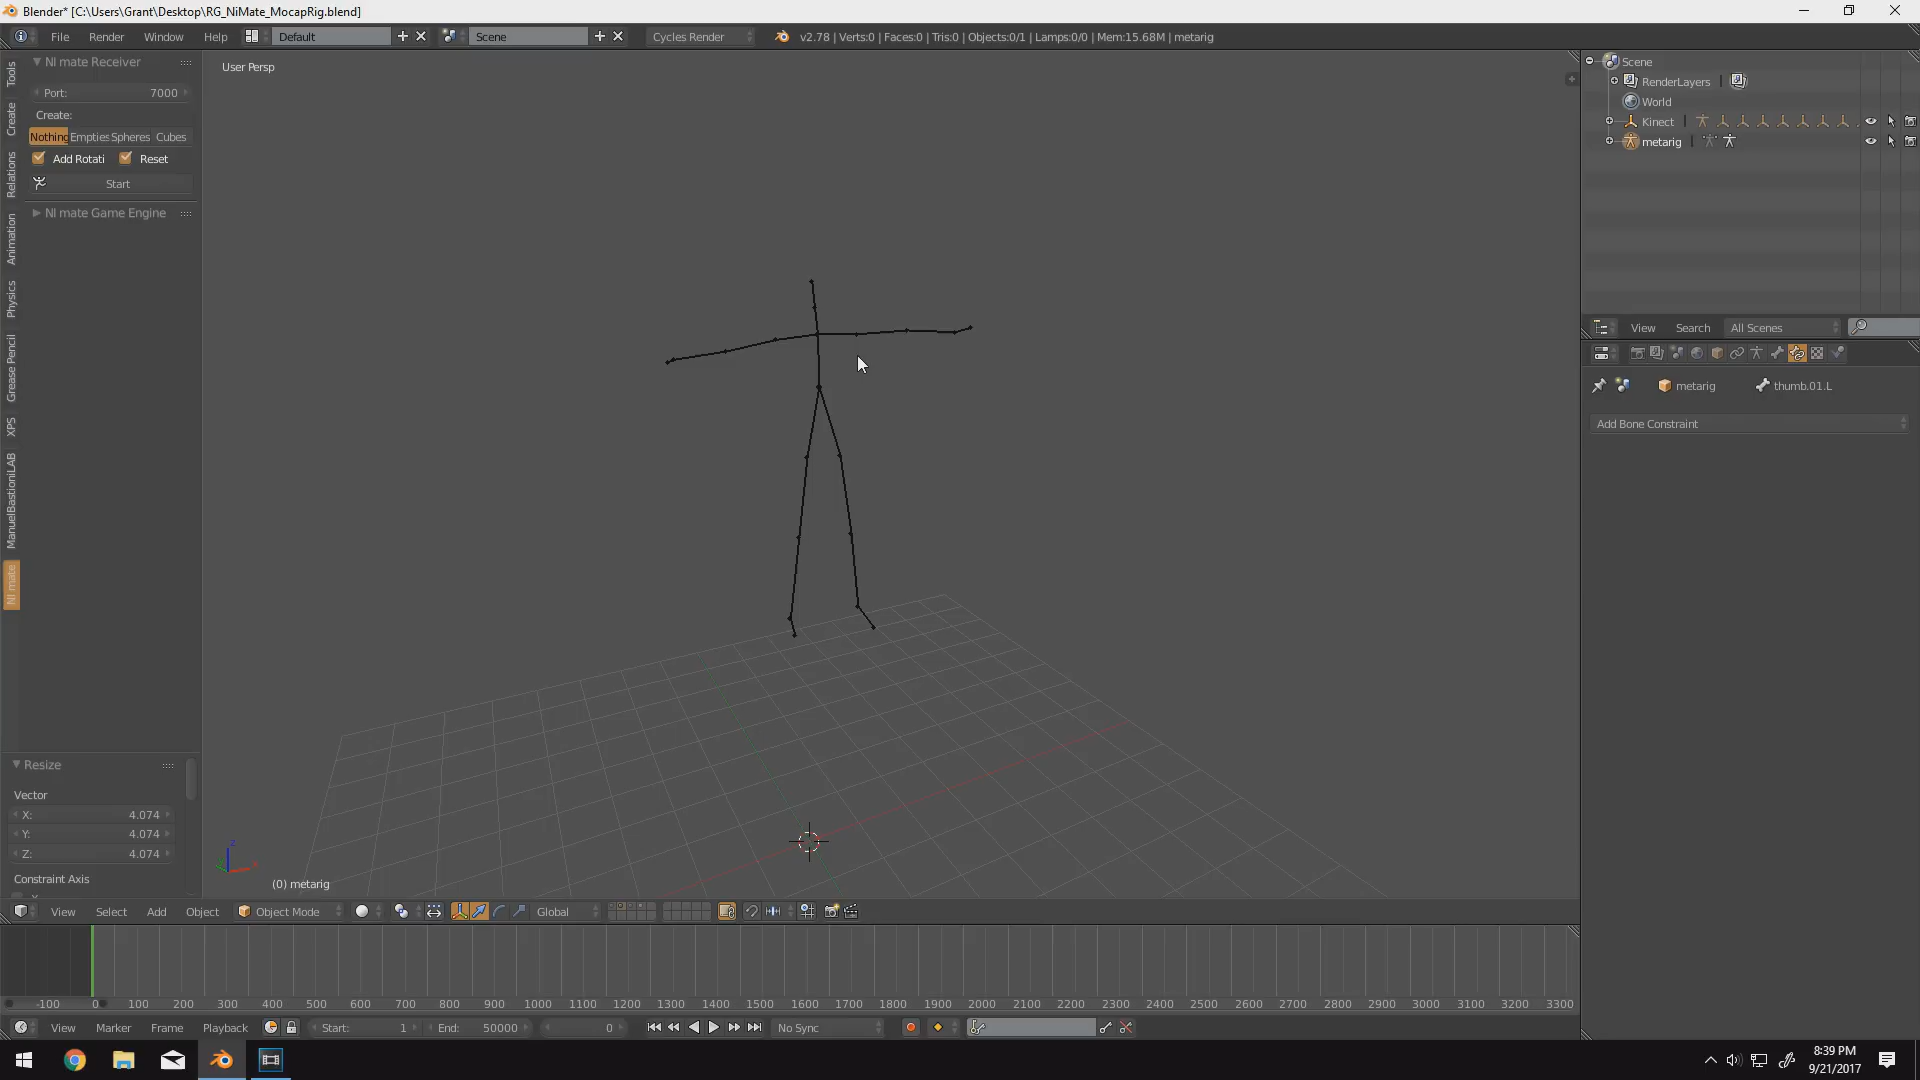 Blender* [C:\Users\Grant\Desktop\RG_NiMate_MocapRig.blend]
File Render Window Help Default Scene Cycles Render v2.78 | Verts:0 | Faces:0 | Tris:0 | Objects:0/1 | Lamps:0/0 | Mem:15.68M | metarig
Tools
Create
Relations
Animation
Physics
Grease Pencil
XPS
ManuelBastioniLAB
NI mate
NI mate Receiver
Port: 7000
Create:
Nothing Empties Spheres Cubes
Add Rotati Reset
Start
NI mate Game Engine
Resize
Vector
X: 4.074
Y: 4.074
Z: 4.074
Constraint Axis
User Persp
(0) metarig
Scene
RenderLayers |
World
Kinect |
metarig |
View Search All Scenes
metarig thumb.01.L
Add Bone Constraint
View Select Add Object Object Mode Global
-100 0 100 200 300 400 500 600 700 800 900 1000 1100 1200 1300 1400 1500 1600 1700 1800 1900 2000 2100 2200 2300 2400 2500 2600 2700 2800 2900 3000 3100 3200 3300
View Marker Frame Playback Start: 1 End: 50000 0 No Sync
8:39 PM
9/21/2017